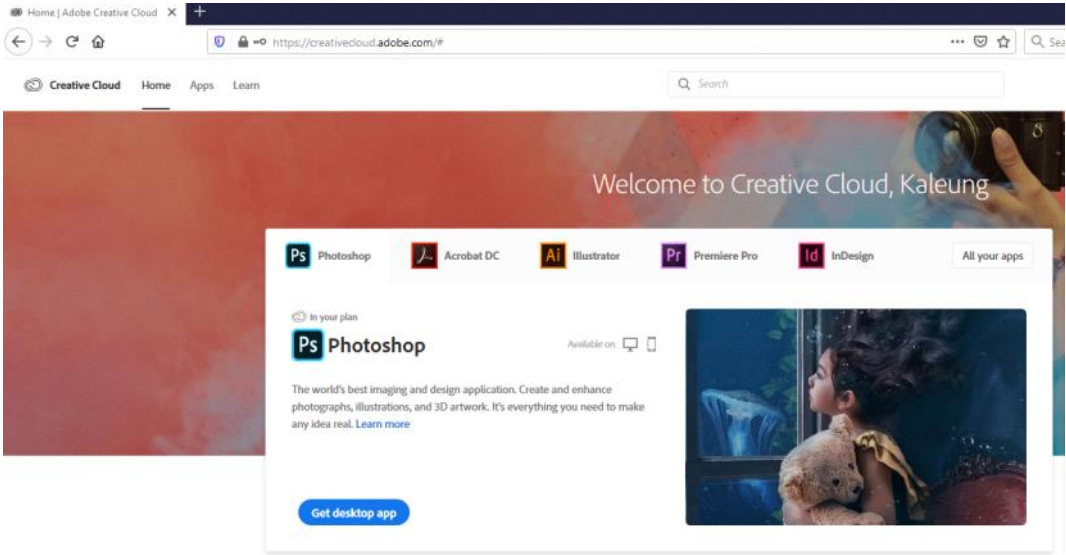 Home | Adobe Creative Cloud
https://creativecloud.adobe.com/#
Sea
Creative Cloud Home Apps Learn
Search
Welcome to Creative Cloud, Kaleung
Ps Photoshop Acrobat DC Ai Illustrator Pr Premiere Pro Id InDesign All your apps
In your plan
Ps Photoshop Available on
The world's best imaging and design application. Create and enhance
photographs, illustrations, and 3D artwork. It's everything you need to make
any idea real. Learn more
Get desktop app